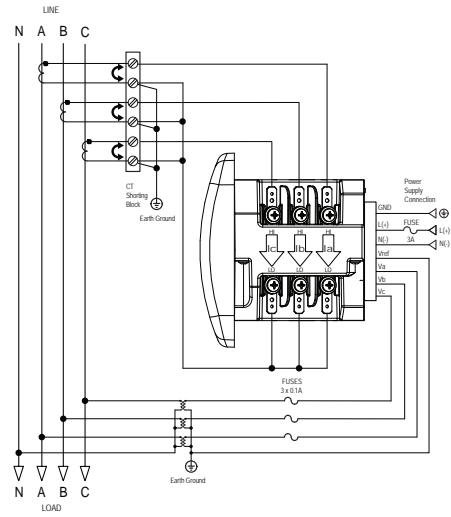 LINE
N A B C
CT
Shorting
Block
Earth Ground
Power
Supply
Connection
GND
L(+)
FUSE
L(+)
N(-)
3A
N(-)
Vref
Va
Vb
Vc
HI HI HI
Ic Ib Ia
LO LO LO
FUSES
3 x 0.1A
Earth Ground
N A B C
LOAD